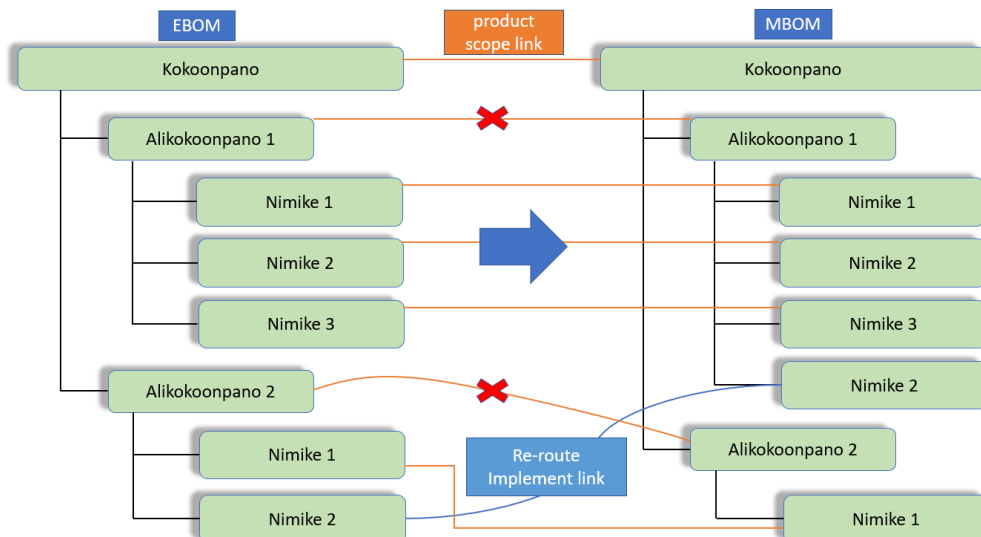 EBOM
product
scope link
MBOM
Kokoonpano
Kokoonpano
Alikokoonpano 1
Alikokoonpano 1
Nimike 1
Nimike 1
Nimike 2
Nimike 2
Nimike 3
Nimike 3
Alikokoonpano 2
Nimike 2
Nimike 1
Re-route
Implement link
Alikokoonpano 2
Nimike 2
Nimike 1